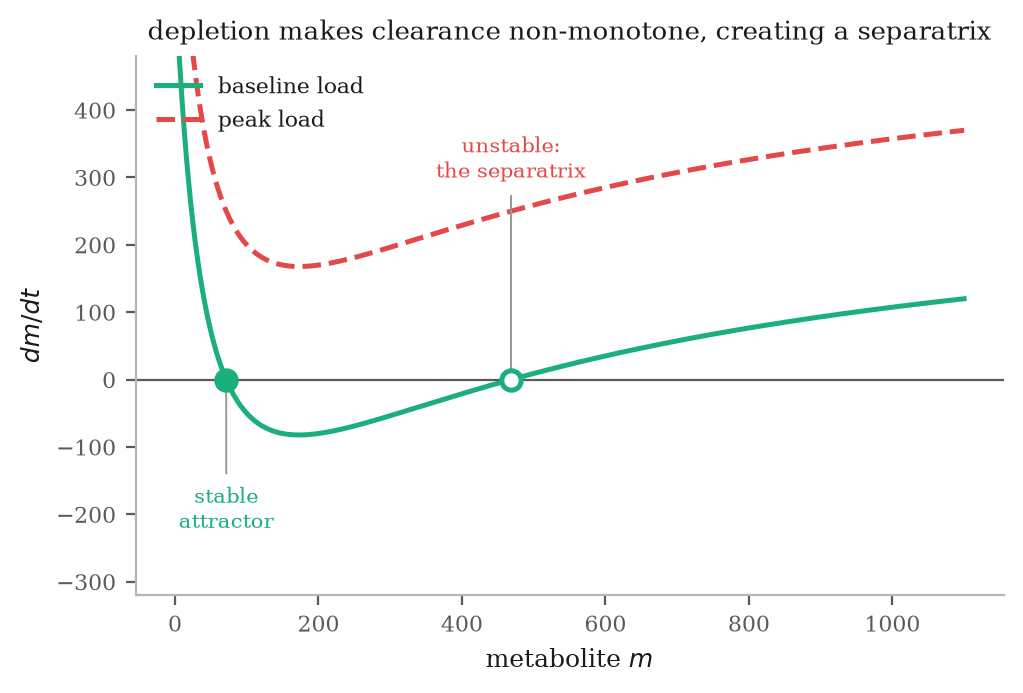 depletion makes clearance non-monotone, creating a separatrix
baseline load
peak load
unstable:
the separatrix
stable
attractor
dm/dt
400
300
200
100
0
−100
−200
−300
0
200
400
600
800
1000
metabolite m